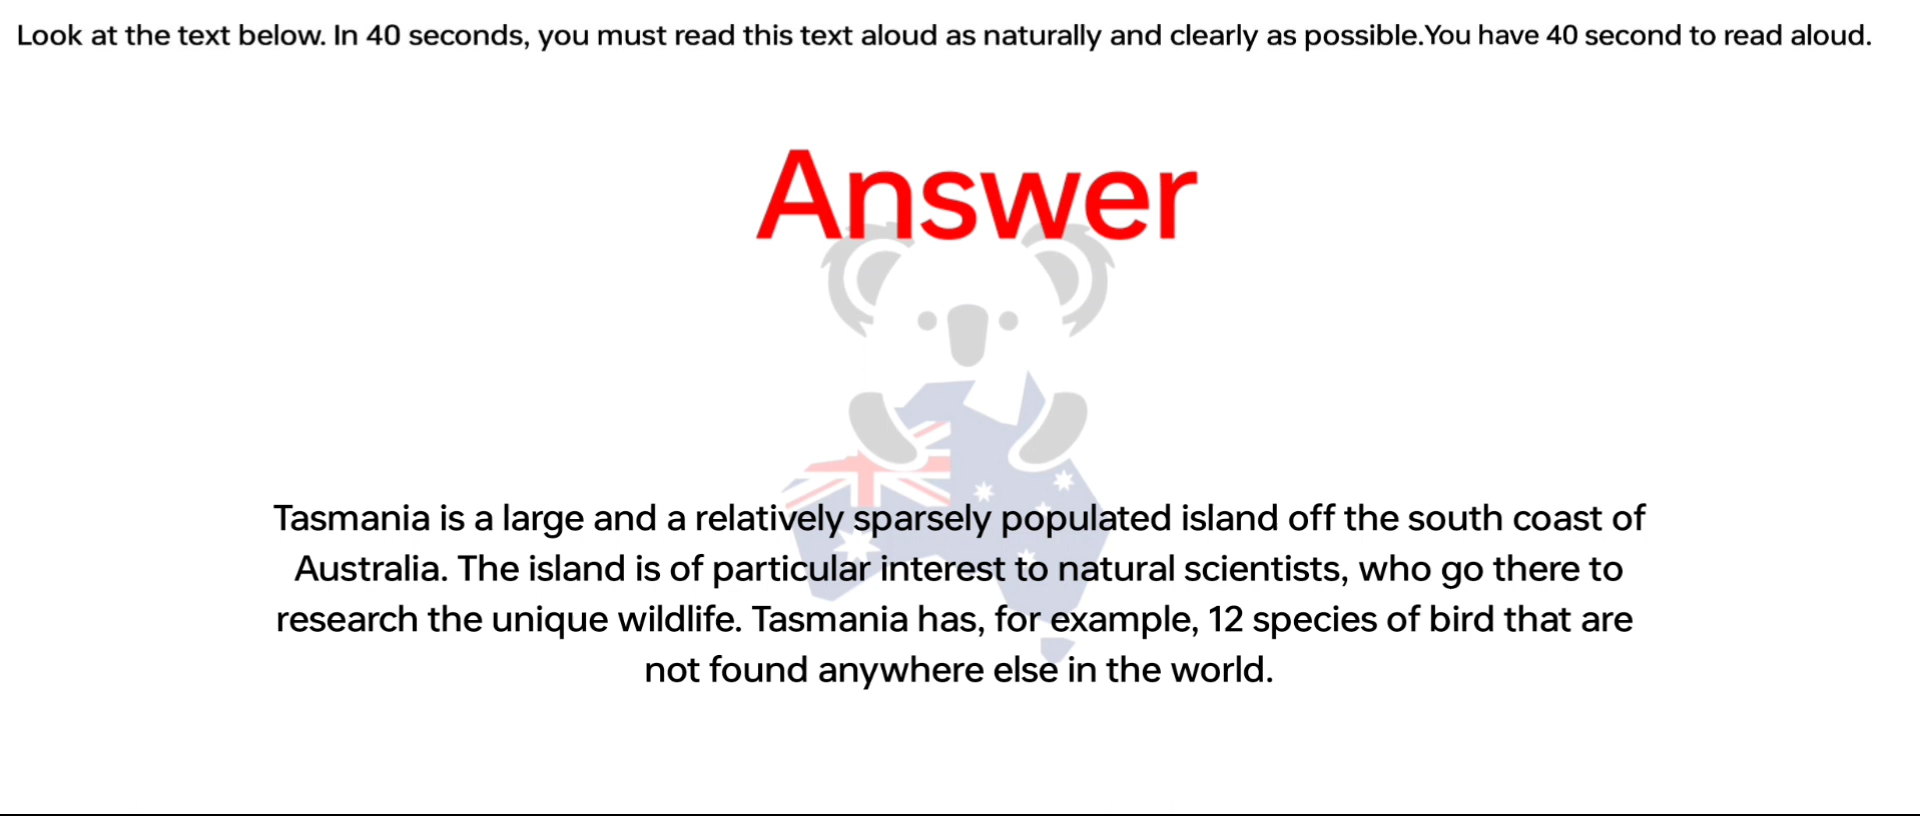 Look at the text below. In 40 seconds, you must read this text aloud as naturally and clearly as possible.You have 40 second to read aloud.
Answer
Tasmania is a large and a relatively sparsely populated island off the south coast of
Australia. The island is of particular interest to natural scientists, who go there to
research the unique wildlife. Tasmania has, for example, 12 species of bird that are
not found anywhere else in the world.